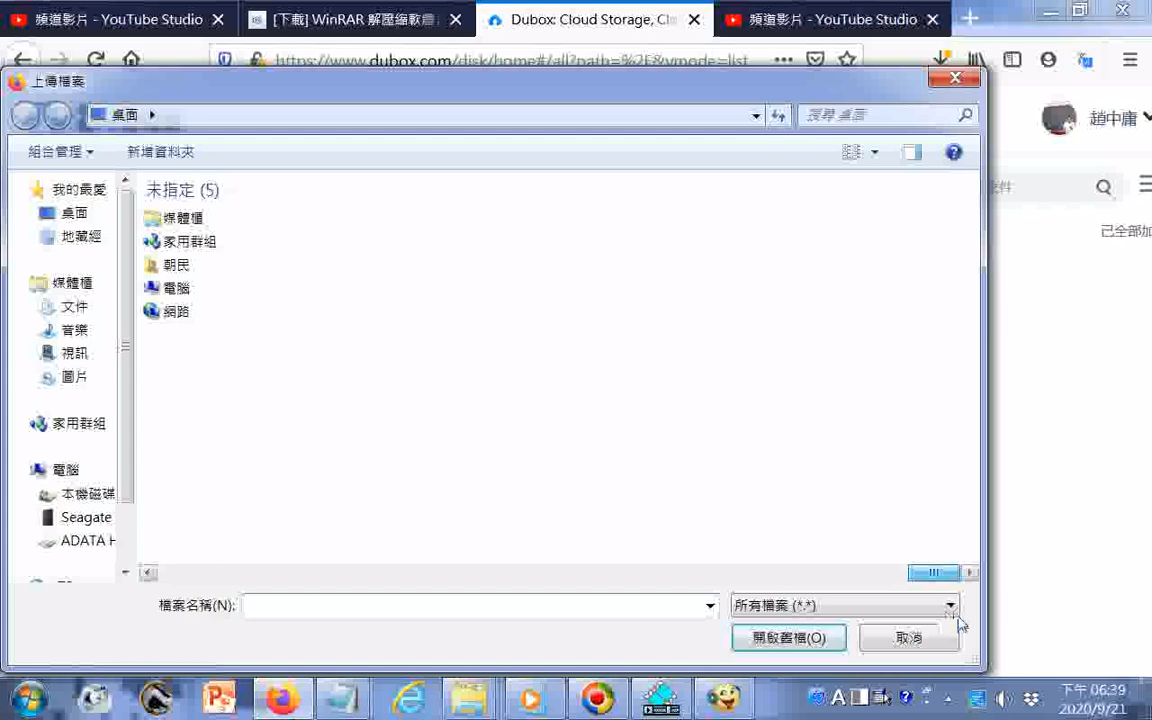 頻道影片 - YouTube Studio
[下載] WinRAR 解壓縮軟體
Dubox: Cloud Storage, Cl
頻道影片 - YouTube Studio
https://www.dubox.com/disk/home#/all?path=%2F&vmode=list
上傳檔案
桌面
搜尋 桌面
趙中庸
組合管理
新增資料夾
件
已全部加
我的最愛
桌面
地藏經
媒體櫃
文件
音樂
視訊
圖片
家用群組
電腦
本機磁碟
Seagate
ADATA H
未指定 (5)
媒體櫃
家用群組
朝民
電腦
網路
檔案名稱(N):
所有檔案 (*.*)
開啟舊檔(O)
取消
A
下午 06:39
2020/9/21